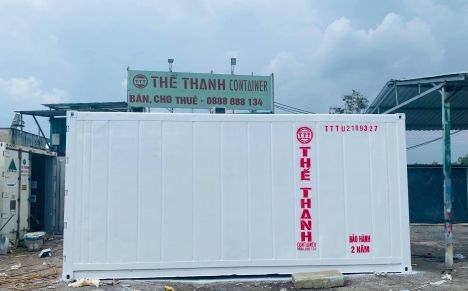 THẾ THANH CONTAINER
BÁN, CHO THUÊ - 0888 888 134
TTTU2189327
THẾ THANH
CONTAINER
BẢO HÀNH
2 NĂM